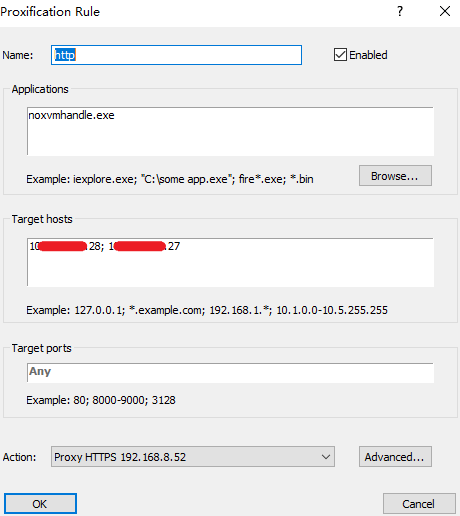 Proxification Rule
Name: http Enabled
Applications
noxvmhandle.exe
Example: iexplore.exe; "C:\some app.exe"; fire*.exe; *.bin Browse...
Target hosts
10 .28; 1 .27
Example: 127.0.0.1; *.example.com; 192.168.1.*; 10.1.0.0-10.5.255.255
Target ports
Any
Example: 80; 8000-9000; 3128
Action: Proxy HTTPS 192.168.8.52 Advanced...
OK Cancel